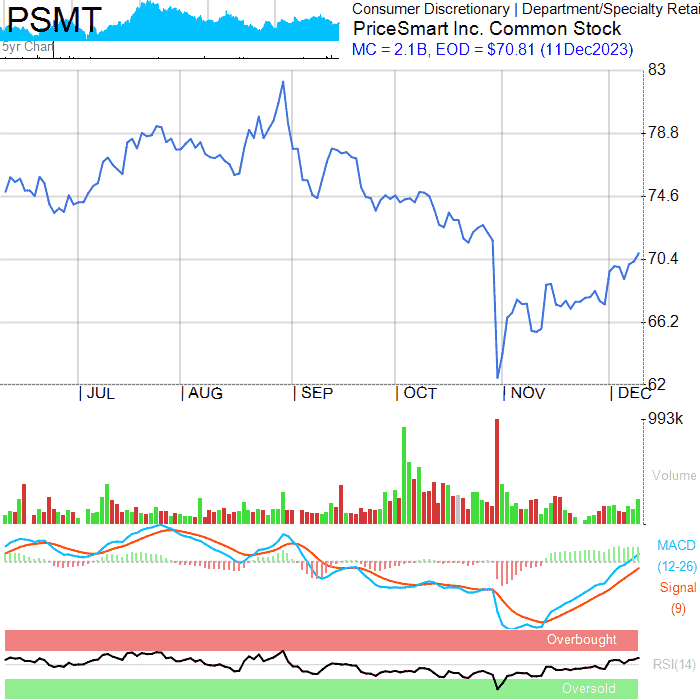 PSMT
5yr Chart
Consumer Discretionary | Department/Specialty Retai
PriceSmart Inc. Common Stock
MC = 2.1B, EOD = $70.81 (11Dec2023)
83
78.8
74.6
70.4
66.2
62
|JUL |AUG |SEP |OCT |NOV |DEC
993k
Volume
MACD
(12-26)
Signal
(9)
Overbought
RSI(14)
Oversold